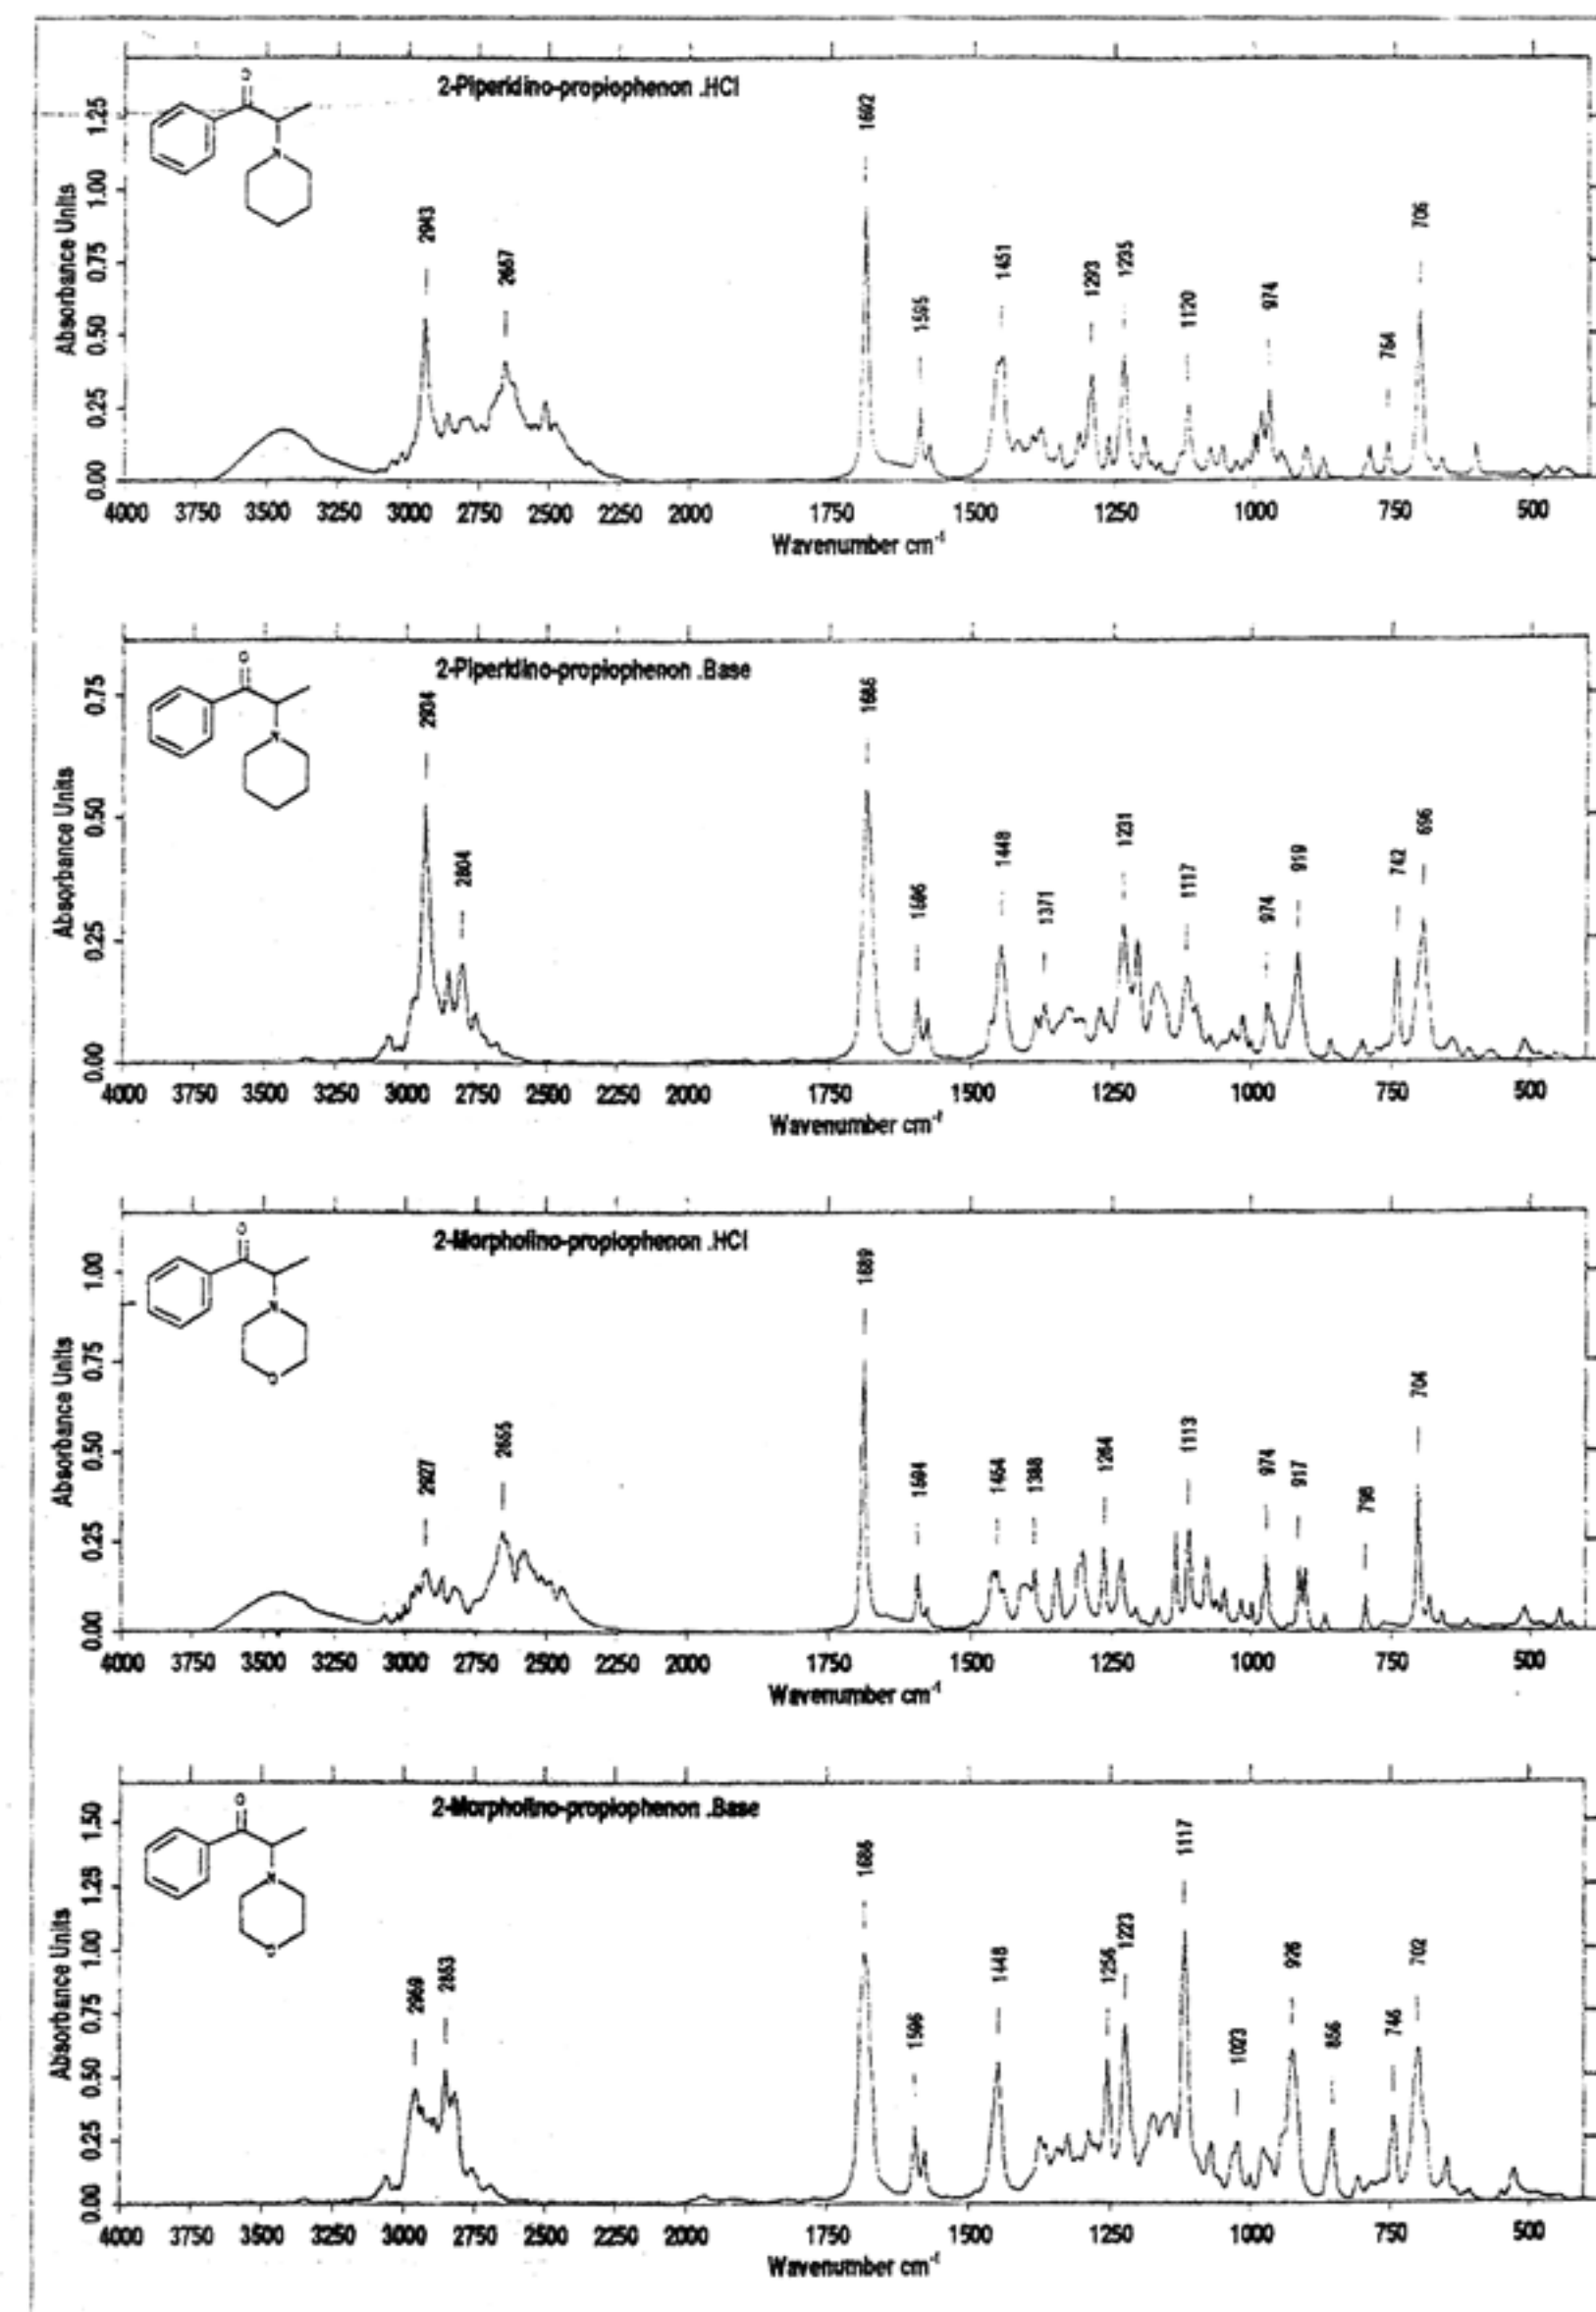 2-Piperidino-propiophenon .HCl
O
N
Absorbance Units
0.00 0.25 0.50 0.75 1.00 1.25
2943
2657
1692
1595
1451
1293
1235
1120
974
764
706
4000 3750 3500 3250 3000 2750 2500 2250 2000 1750 1500 1250 1000 750 500
Wavenumber cm-1
2-Piperidino-propiophenon .Base
O
N
Absorbance Units
0.00 0.25 0.50 0.75
2934
2804
1686
1596
1448
1371
1231
1117
974
919
742
696
4000 3750 3500 3250 3000 2750 2500 2250 2000 1750 1500 1250 1000 750 500
Wavenumber cm-1
2-Morpholino-propiophenon .HCl
O
N
O
Absorbance Units
0.00 0.25 0.50 0.75 1.00
2927
2655
1689
1594
1454
1388
1264
1113
974
917
798
704
4000 3750 3500 3250 3000 2750 2500 2250 2000 1750 1500 1250 1000 750 500
Wavenumber cm-1
2-Morpholino-propiophenon .Base
O
N
O
Absorbance Units
0.00 0.25 0.50 0.75 1.00 1.25 1.50
2959
2853
1686
1596
1448
1256
1223
1117
1023
926
856
746
702
4000 3750 3500 3250 3000 2750 2500 2250 2000 1750 1500 1250 1000 750 500
Wavenumber cm-1